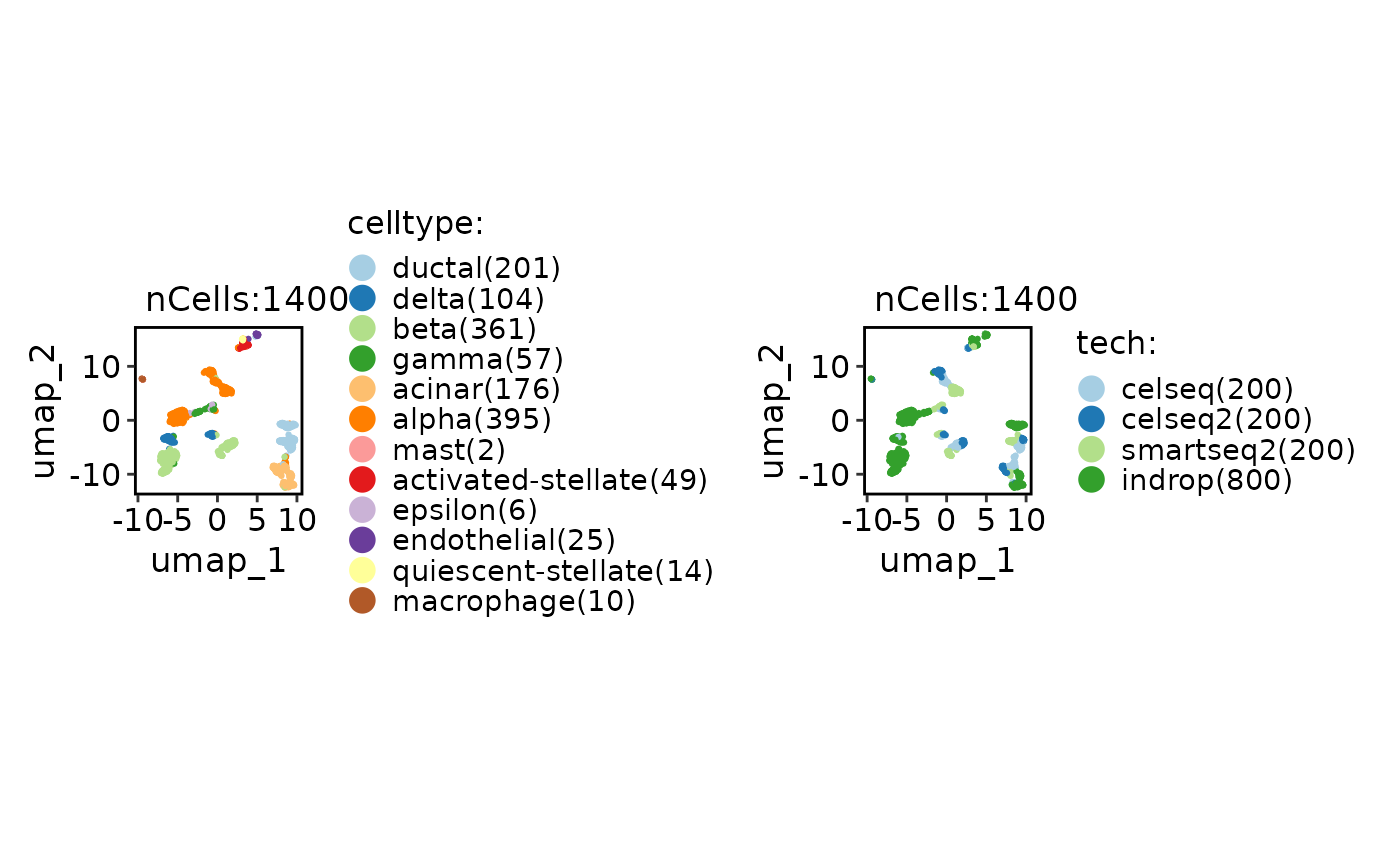 celltype:
nCells:1400
ductal(201)
delta(104)
beta(361)
gamma(57)
acinar(176)
alpha(395)
mast(2)
activated-stellate(49)
epsilon(6)
endothelial(25)
quiescent-stellate(14)
macrophage(10)
umap_2
10
0
-10
-10 -5 0 5 10
umap_1
nCells:1400
tech:
celseq(200)
celseq2(200)
smartseq2(200)
indrop(800)
umap_2
10
0
-10
-10 -5 0 5 10
umap_1